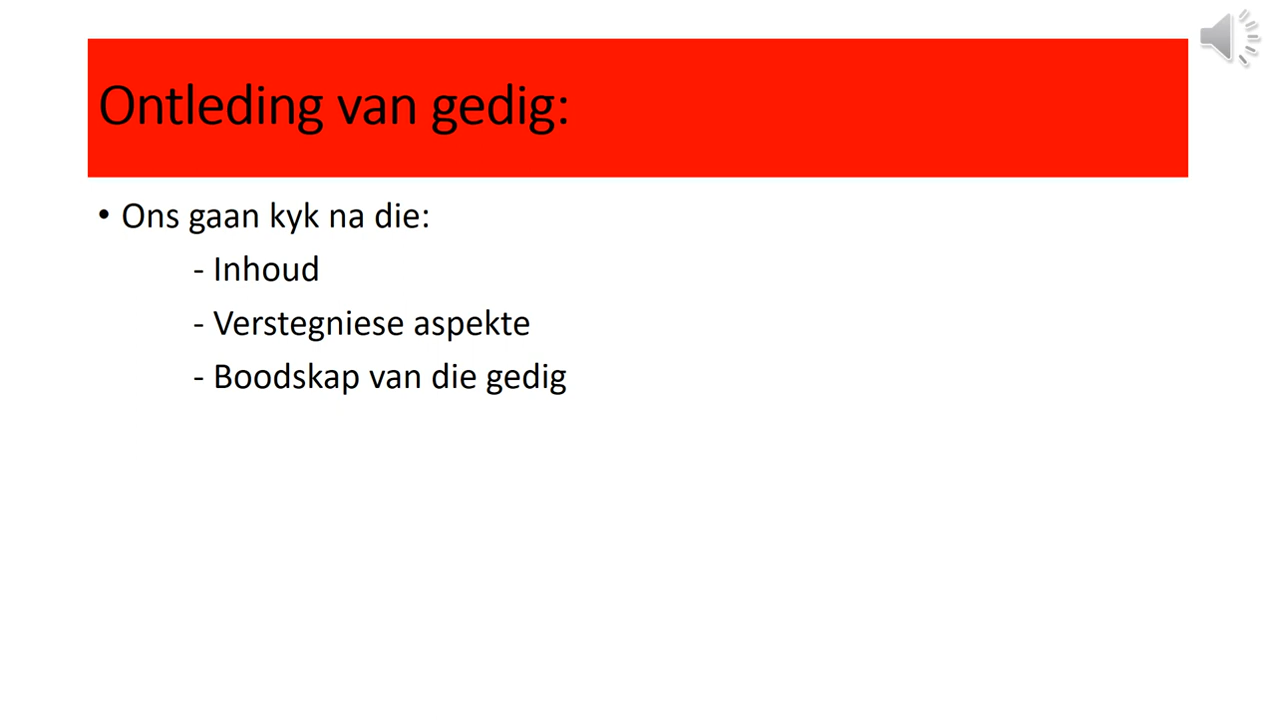 Ontleding van gedig:
• Ons gaan kyk na die:
- Inhoud
- Verstegniese aspekte
- Boodskap van die gedig